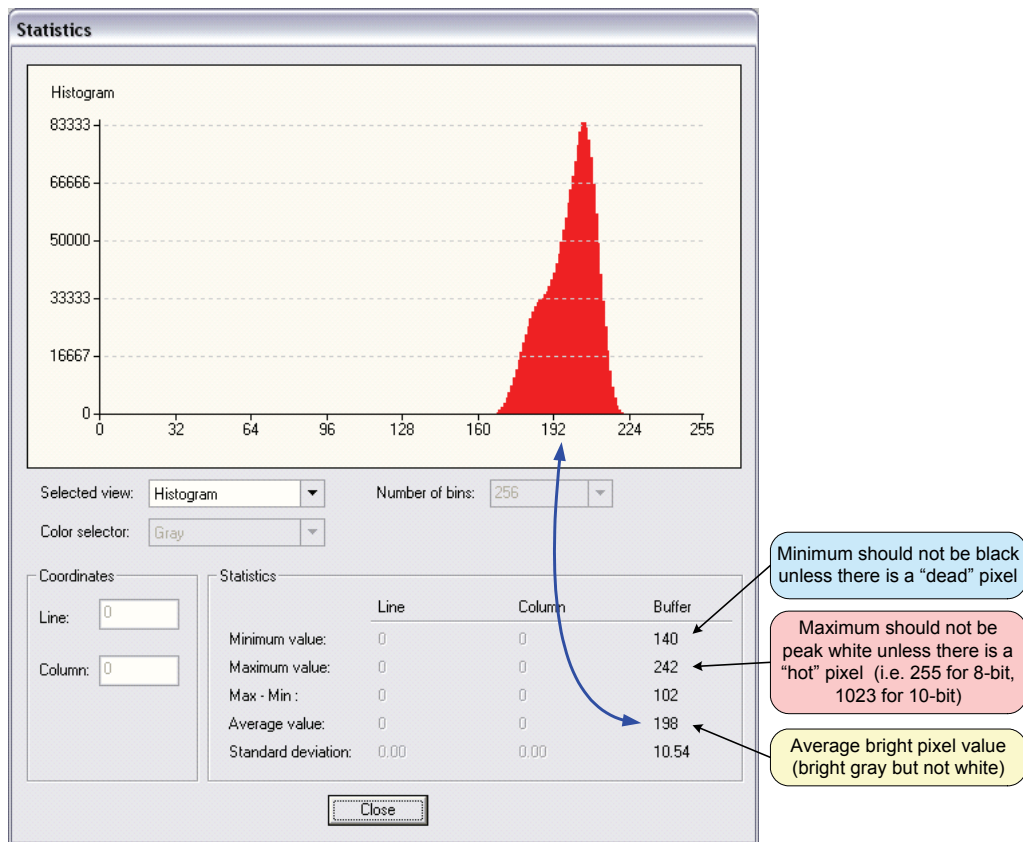 Statistics
Histogram
83333
66666
50000
33333
16667
0
0 32 64 96 128 160 192 224 255
Selected view: Histogram Number of bins: 256
Color selector: Gray
Coordinates
Line: 0
Column: 0
Statistics
Line Column Buffer
Minimum value: 0 0 140
Maximum value: 0 0 242
Max - Min : 0 0 102
Average value: 0 0 198
Standard deviation: 0.00 0.00 10.54
Close
Minimum should not be black
unless there is a “dead” pixel
Maximum should not be
peak white unless there is a
“hot” pixel (i.e. 255 for 8-bit,
1023 for 10-bit)
Average bright pixel value
(bright gray but not white)